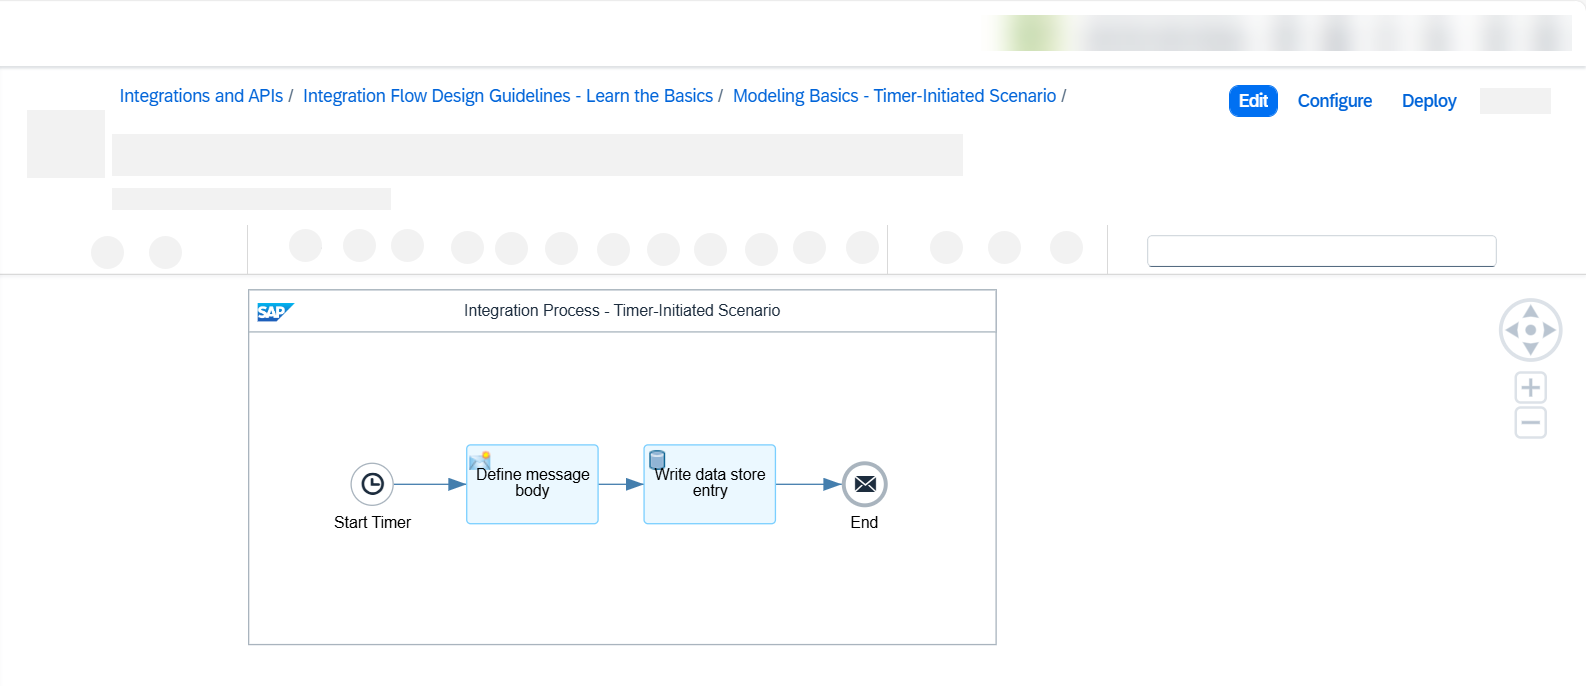 Integrations and APIs / Integration Flow Design Guidelines - Learn the Basics / Modeling Basics - Timer-Initiated Scenario /
Edit Configure Deploy
SAP Integration Process - Timer-Initiated Scenario
Define message
body
Write data store
entry
Start Timer
End